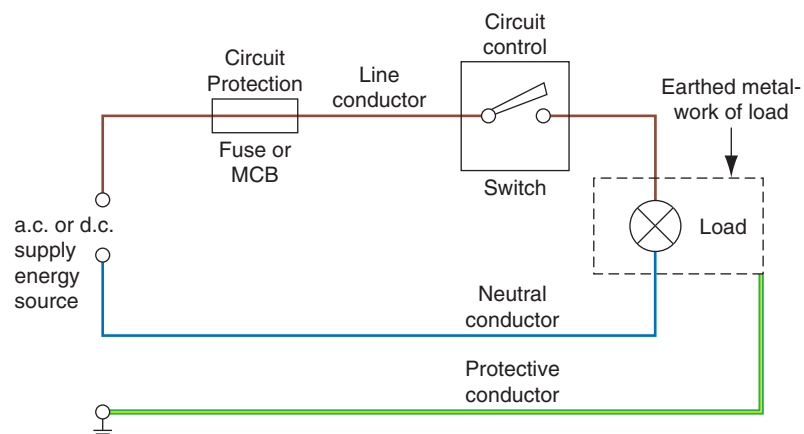 Circuit
Protection
Line
conductor
Fuse or
MCB
Circuit
control
Switch
Earthed metal-
work of load
Load
a.c. or d.c.
supply
energy
source
Neutral
conductor
Protective
conductor